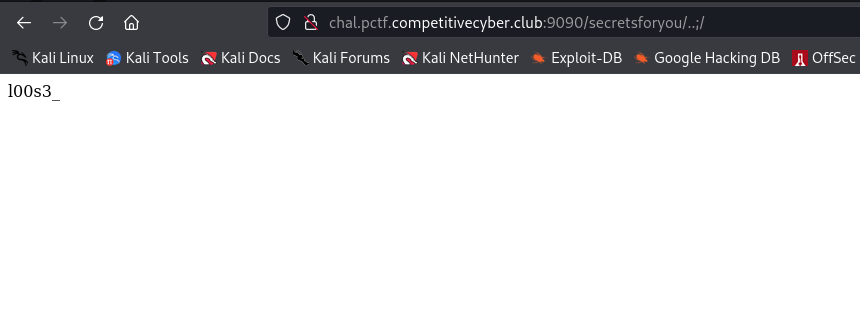 chal.pctf.competitivecyber.club:9090/secretsforyou/..;/
Kali Linux Kali Tools Kali Docs Kali Forums Kali NetHunter Exploit-DB Google Hacking DB OffSec
l00s3_